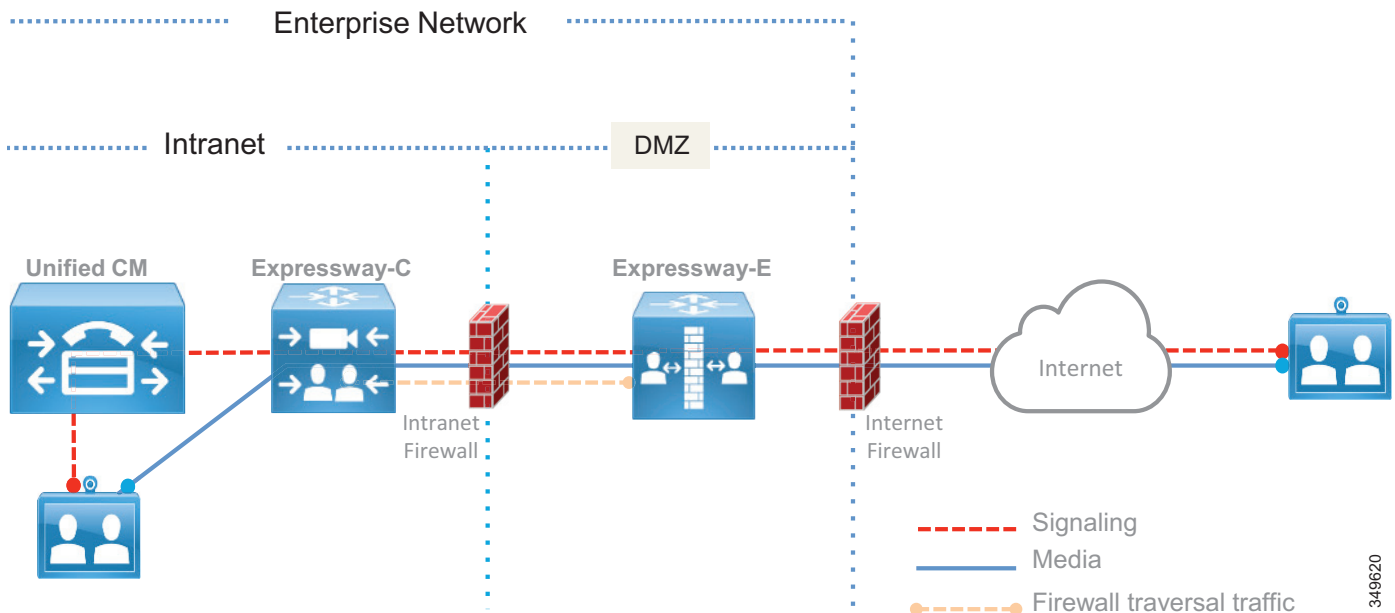 Enterprise Network
Intranet
DMZ
Unified CM
Expressway-C
Expressway-E
Internet
Intranet
Firewall
Internet
Firewall
Signaling
Media
Firewall traversal traffic
349620